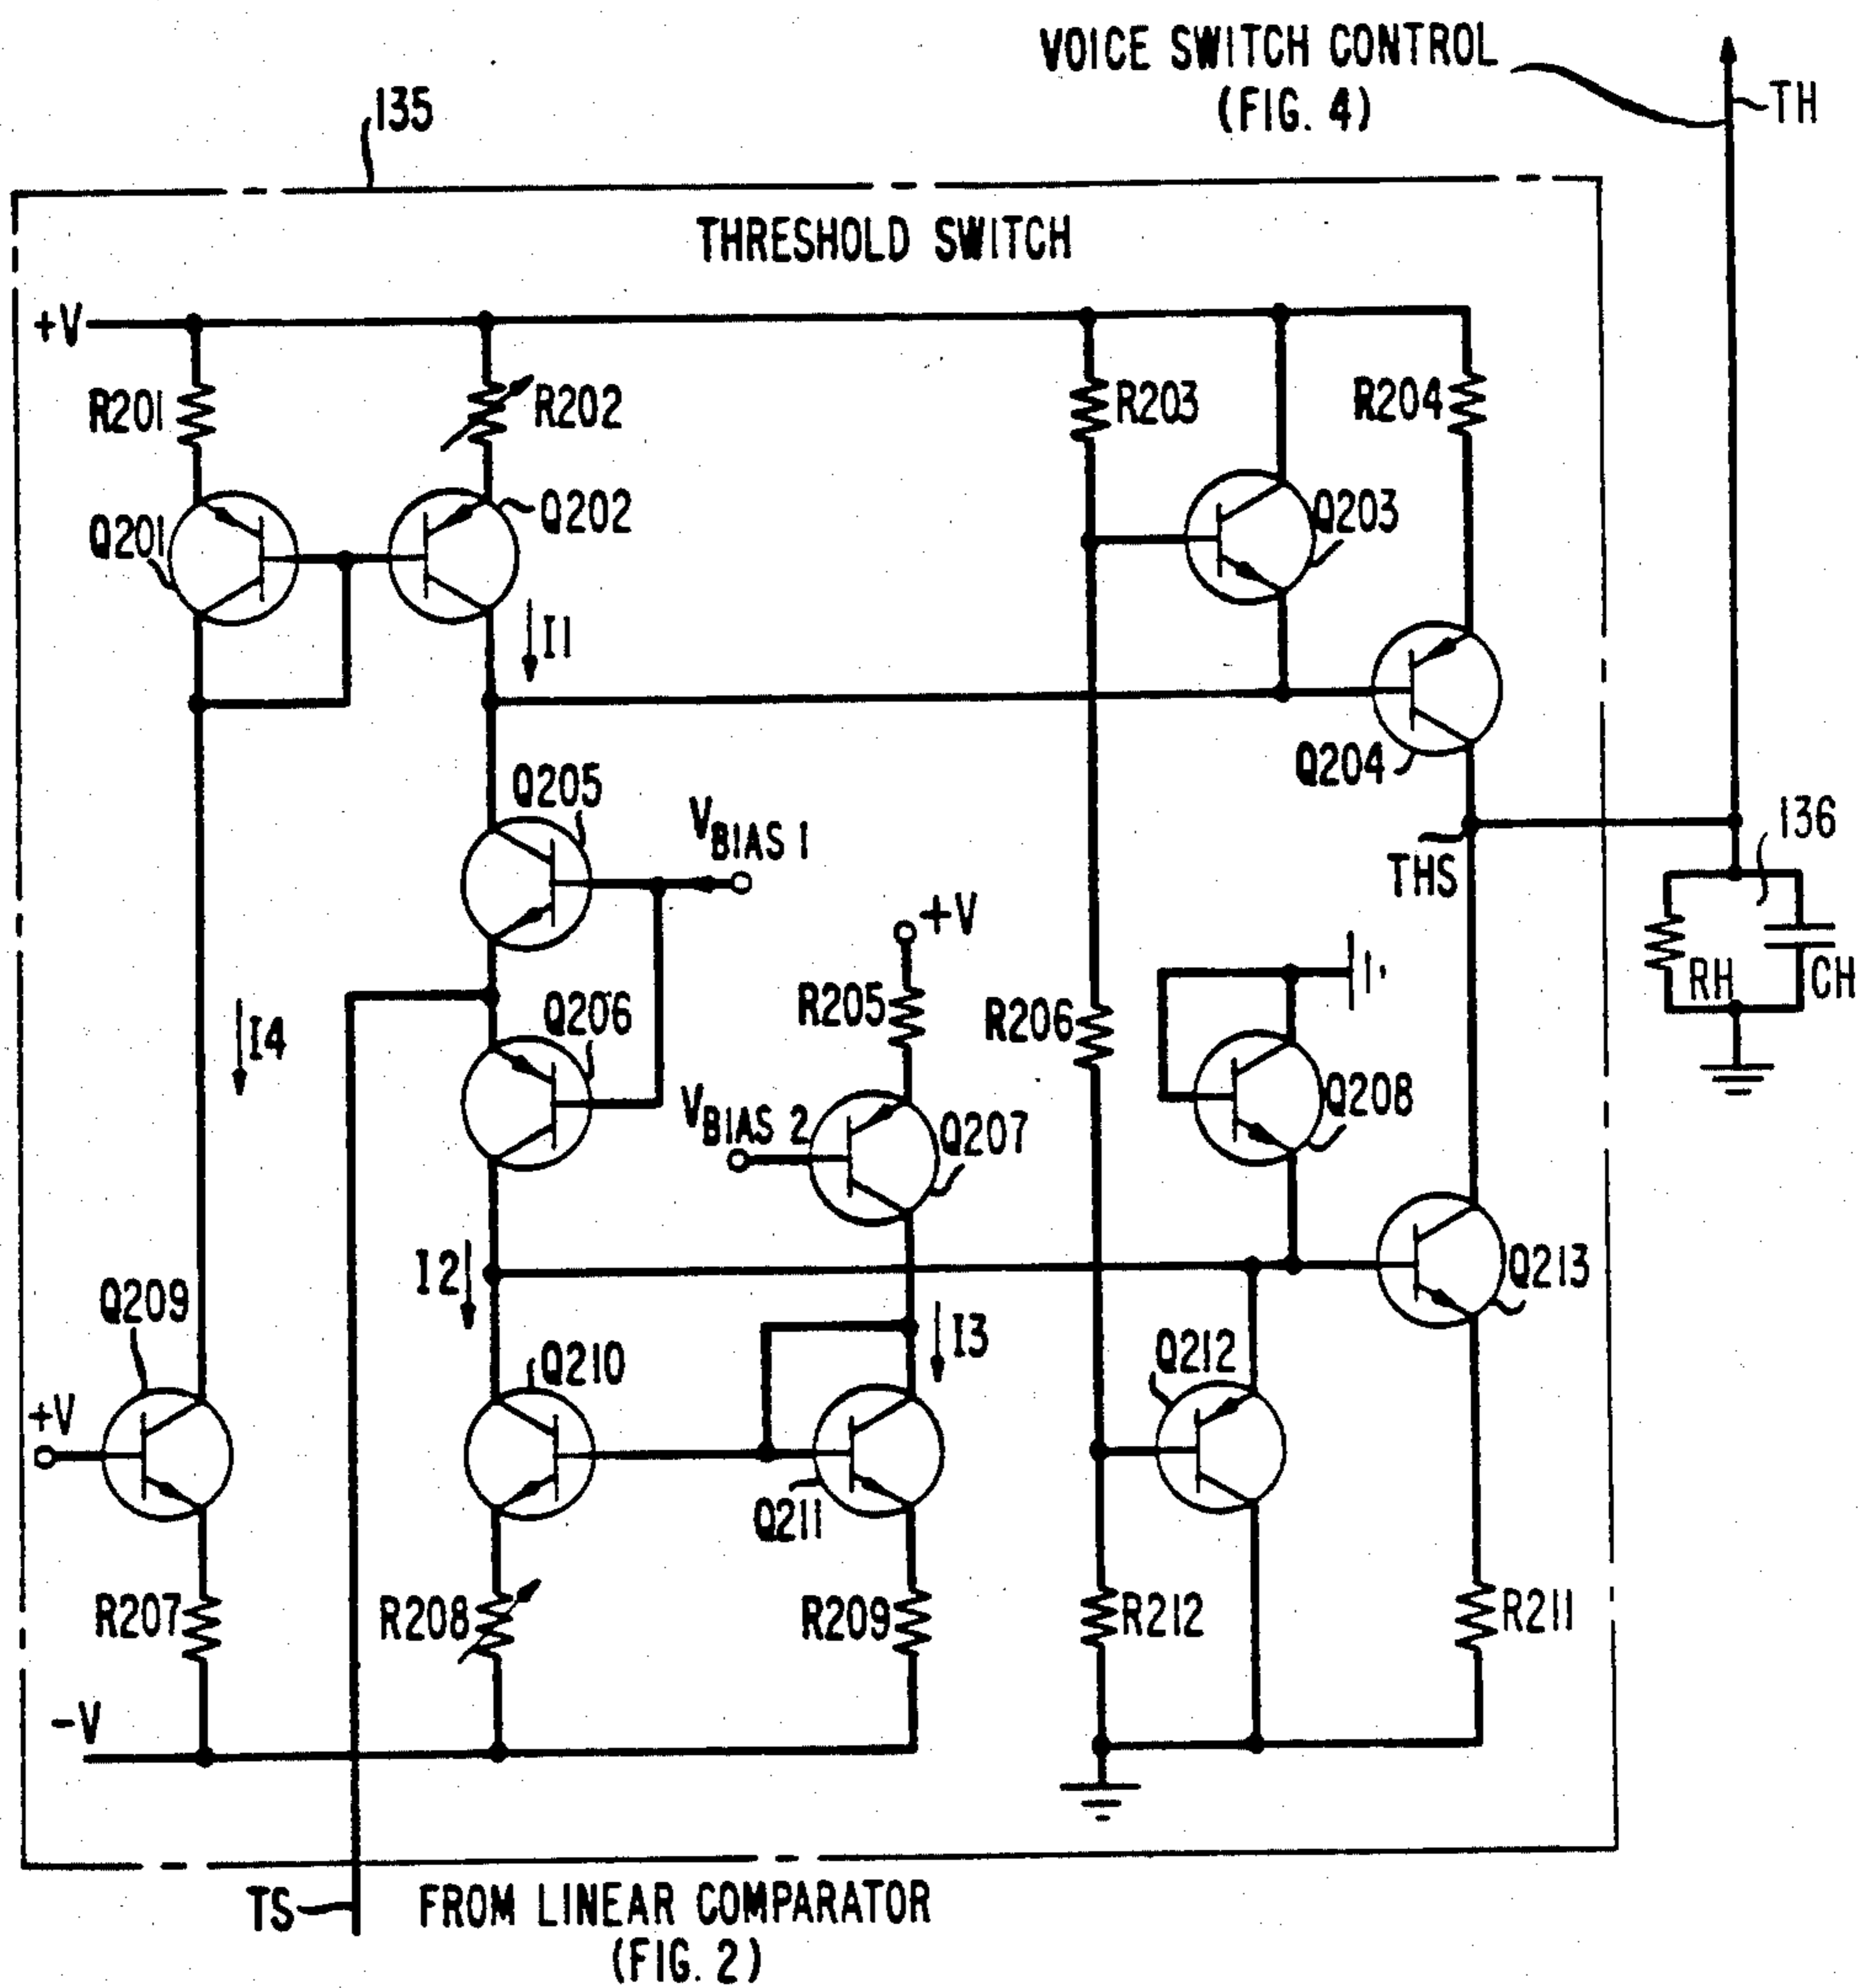 VOICE SWITCH CONTROL
(FIG. 4)
TH
135
THRESHOLD SWITCH
+V
R201
R202
R203
R204
Q201
Q202
Q203
I1
Q204
Q205
VBIAS 1
THS
136
+V
RH
CH
I4
Q206
R205
R206
Q208
VBIAS 2
Q207
I2
Q213
Q209
I3
Q210
Q212
+V
Q211
R207
R208
R209
R212
R211
-V
TS
FROM LINEAR COMPARATOR
(FIG. 2)